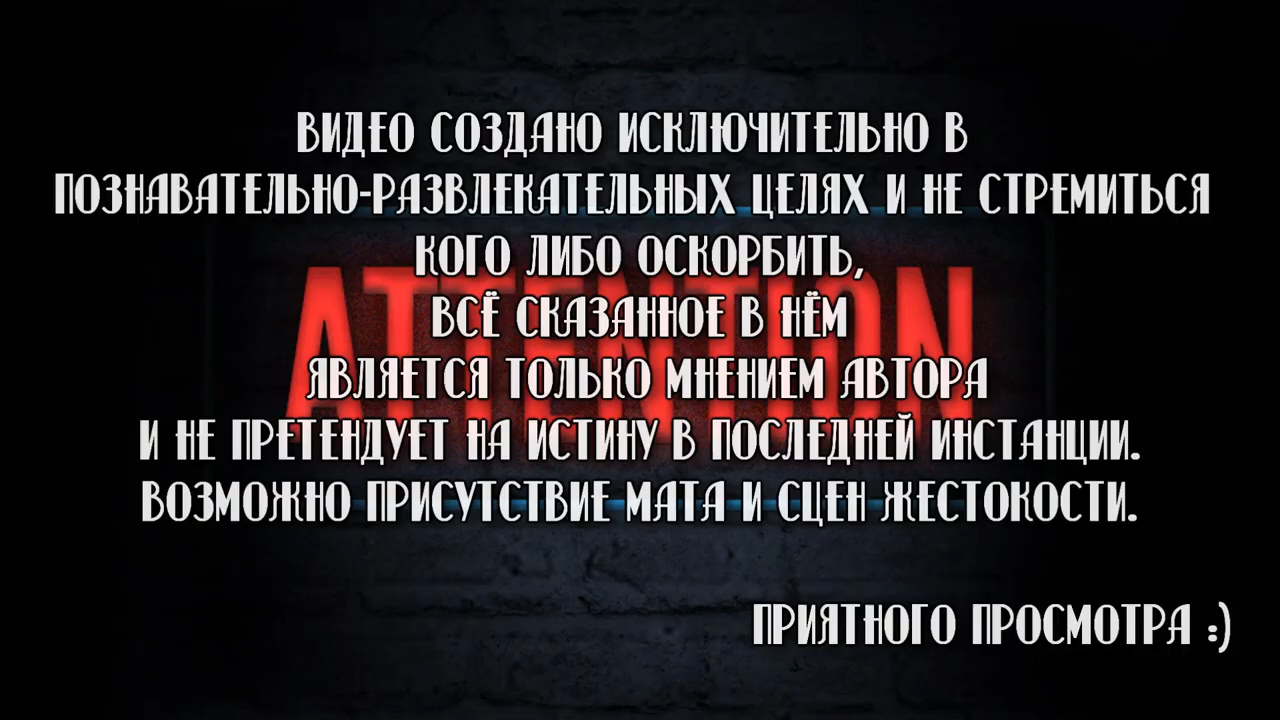 ВИДЕО СОЗДАНО ИСКЛЮЧИТЕЛЬНО В
ПОЗНАВАТЕЛЬНО-РАЗВЛЕКАТЕЛЬНЫХ ЦЕЛЯХ И НЕ СТРЕМИТЬСЯ
КОГО ЛИБО ОСКОРБИТЬ,
ATTENTION
ВСЁ СКАЗАННОЕ В НЁМ
ЯВЛЯЕТСЯ ТОЛЬКО МНЕНИЕМ АВТОРА
И НЕ ПРЕТЕНДУЕТ НА ИСТИНУ В ПОСЛЕДНЕЙ ИНСТАНЦИИ.
ВОЗМОЖНО ПРИСУТСТВИЕ МАТА И СЦЕН ЖЕСТОКОСТИ.
ПРИЯТНОГО ПРОСМОТРА :)